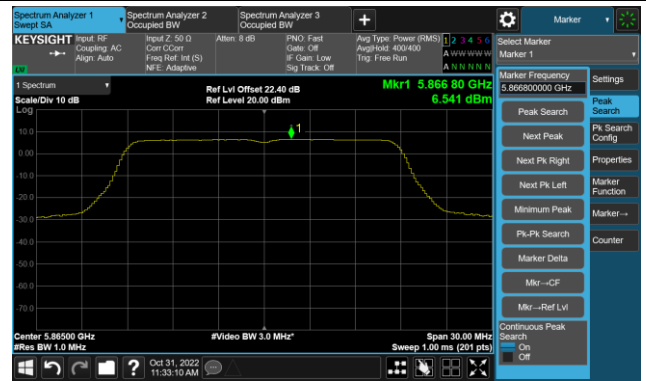 Spectrum Analyzer 1
Swept SA
Spectrum Analyzer 2
Occupied BW
Spectrum Analyzer 3
Occupied BW
Marker
KEYSIGHT
Input: RF
Coupling: AC
Align: Auto
Input Z: 50 Ω
Corr CCorr
Freq Ref: Int (S)
NFE: Adaptive
Atten: 8 dB
PNO: Fast
Gate: Off
IF Gain: Low
Sig Track: Off
Avg Type: Power (RMS)
Avg|Hold: 400/400
Trig: Free Run
1 2 3 4 5 6
A W W W W W
A N N N N N
Select Marker
Marker 1
1 Spectrum
Scale/Div 10 dB
Log
Ref Lvl Offset 22.40 dB
Ref Level 20.00 dBm
Mkr1 5.866 80 GHz
6.541 dBm
1
10.0
0.00
-10.0
-20.0
-30.0
-40.0
-50.0
-60.0
-70.0
Center 5.86500 GHz
#Res BW 1.0 MHz
#Video BW 3.0 MHz*
Span 30.00 MHz
Sweep 1.00 ms (201 pts)
Marker Frequency
5.866800000 GHz
Peak Search
Next Peak
Next Pk Right
Next Pk Left
Minimum Peak
Pk-Pk Search
Marker Delta
Mkr→CF
Mkr→Ref Lvl
Continuous Peak
Search
On
Off
Settings
Peak
Search
Pk Search
Config
Properties
Marker
Function
Marker→
Counter
Oct 31, 2022
11:33:10 AM